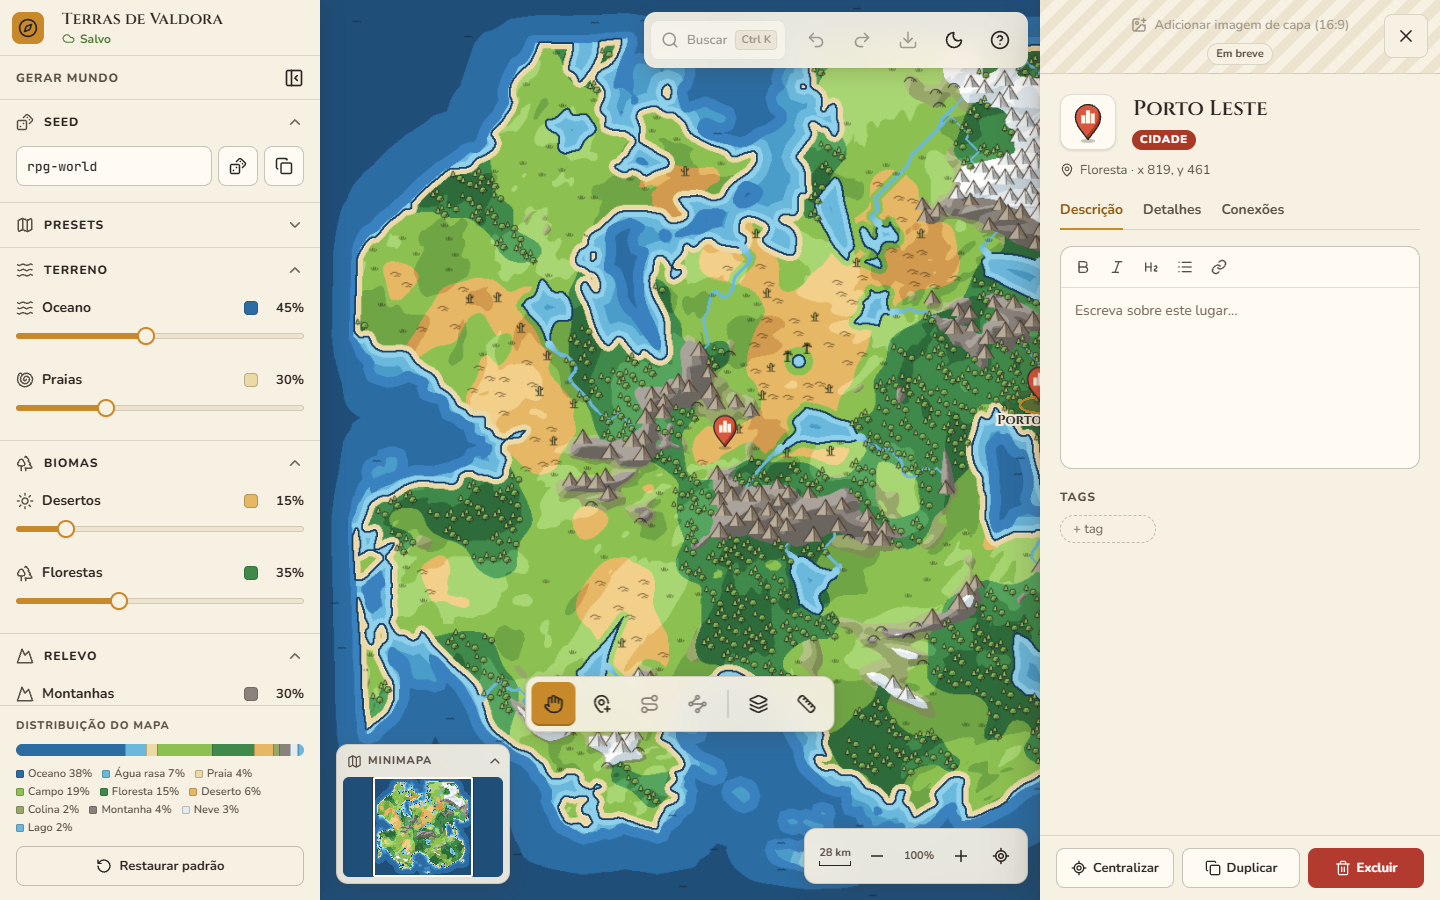 Terras de Valdora
Salvo
GERAR MUNDO
SEED
rpg-world
PRESETS
TERRENO
Oceano 45%
Praias 30%
BIOMAS
Desertos 15%
Florestas 35%
RELEVO
Montanhas 30%
DISTRIBUIÇÃO DO MAPA
Oceano 38% Água rasa 7% Praia 4%
Campo 19% Floresta 15% Deserto 6%
Colina 2% Montanha 4% Neve 3%
Lago 2%
Restaurar padrão
Buscar Ctrl K
PORTO
MINIMAPA
28 km 100%
Adicionar imagem de capa (16:9)
Em breve
Porto Leste
CIDADE
Floresta · x 819, y 461
Descrição Detalhes Conexões
B I H2
Escreva sobre este lugar...
TAGS
+ tag
Centralizar Duplicar Excluir